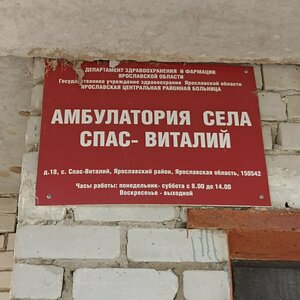 ДЕПАРТАМЕНТ ЗДРАВООХРАНЕНИЯ И ФАРМАЦИИ
ЯРОСЛАВСКОЙ ОБЛАСТИ
Государственное учреждение здравоохранения Ярославской области
ЯРОСЛАВСКАЯ ЦЕНТРАЛЬНАЯ РАЙОННАЯ БОЛЬНИЦА
АМБУЛАТОРИЯ СЕЛА
СПАС- ВИТАЛИЙ
д.18, с. Спас-Виталий, Ярославский район, Ярославская область, 150542
Часы работы: понедельник- суббота с 8.00 до 14.00
Воскресенье - выходной